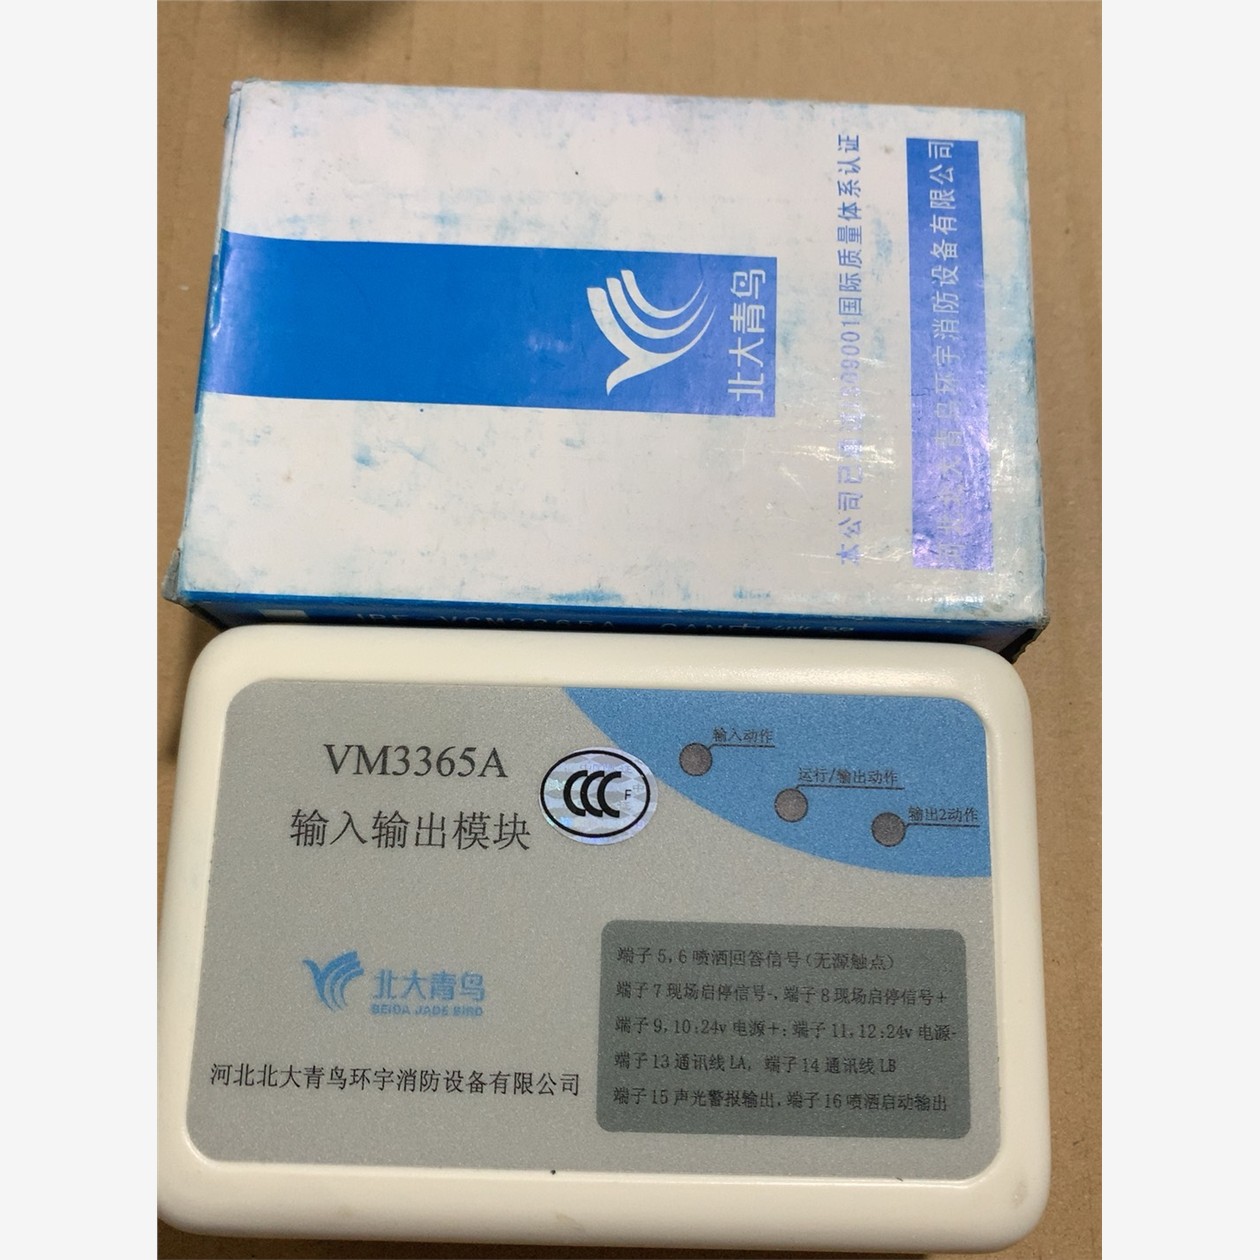 北大青鸟
本公司已通过ISO9001国际质量体系认证
河北北大青鸟环宇消防设备有限公司
VM3365A
输入输出模块
CCC
F
输入动作
运行/输出动作
输出2动作
北大青鸟
BEIDA JADE BIRD
河北北大青鸟环宇消防设备有限公司
端子5,6喷洒回答信号(无源触点)
端子7现场启停信号-,端子8现场启停信号+
端子9,10:24v电源+;端子11,12:24v电源-
端子13通讯线LA, 端子14通讯线LB
端子15声光警报输出,端子16喷洒启动输出